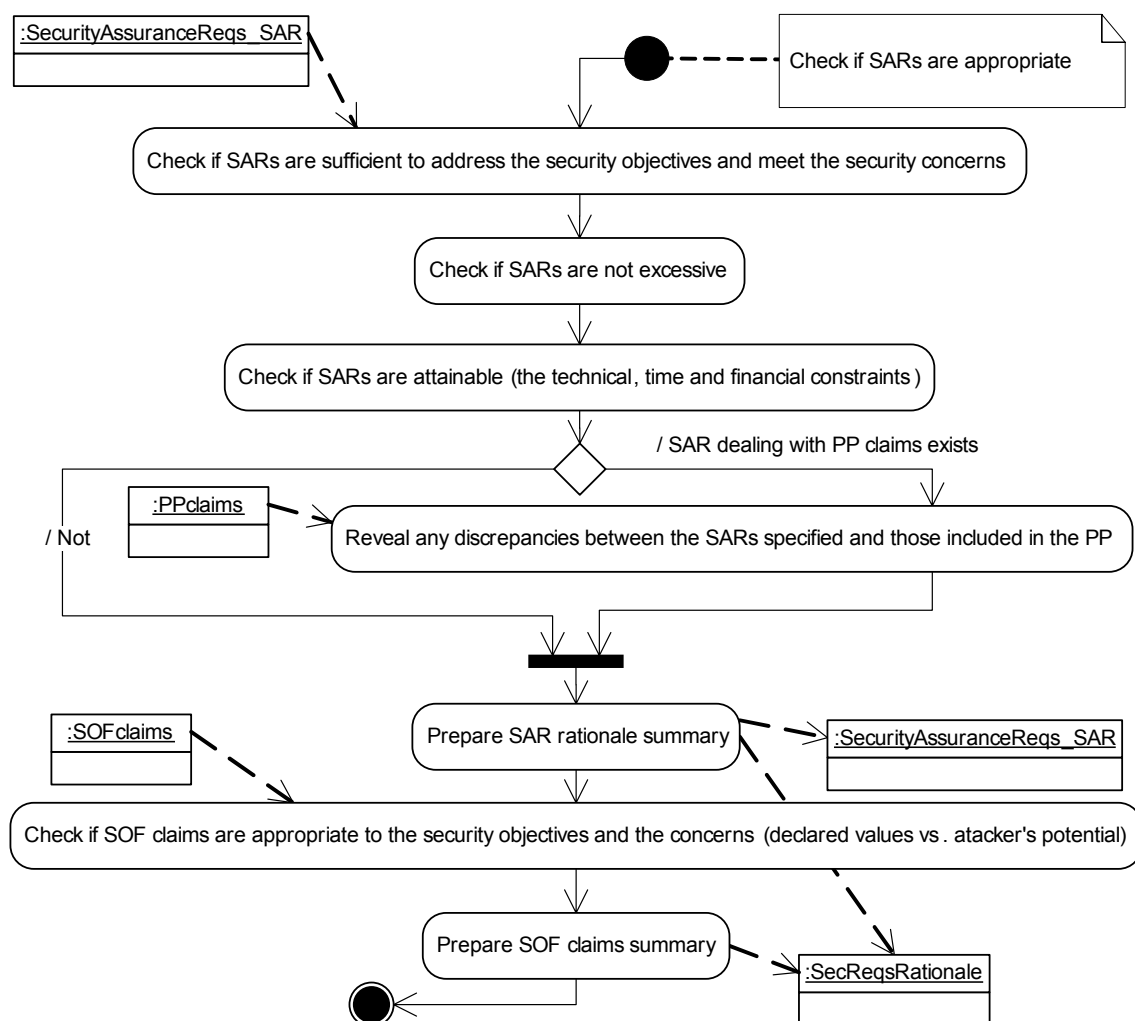 :SecurityAssuranceReqs_SAR
Check if SARs are appropriate
Check if SARs are sufficient to address the security objectives and meet the security concerns
Check if SARs are not excessive
Check if SARs are attainable (the technical, time and financial constraints)
/ SAR dealing with PP claims exists
:PPclaims
/ Not
Reveal any discrepancies between the SARs specified and those included in the PP
:SOFclaims
Prepare SAR rationale summary
:SecurityAssuranceReqs_SAR
Check if SOF claims are appropriate to the security objectives and the concerns (declared values vs. atacker's potential)
Prepare SOF claims summary
:SecReqsRationale